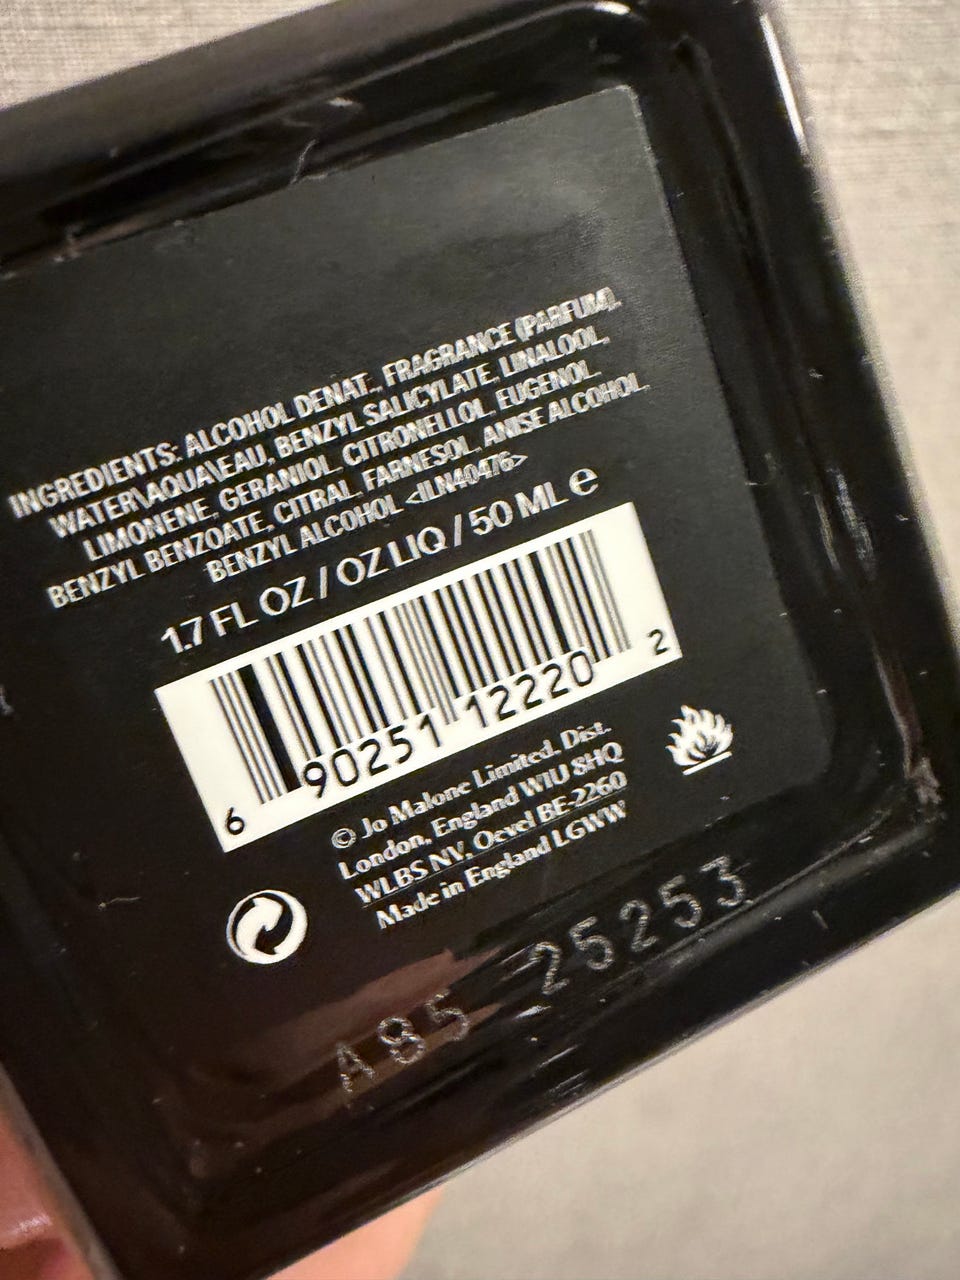 INGREDIENTS: ALCOHOL DENAT., FRAGRANCE (PARFUM),
WATER\AQUA\EAU, BENZYL SALICYLATE, LINALOOL,
LIMONENE, GERANIOL, CITRONELLOL, EUGENOL,
BENZYL BENZOATE, CITRAL, FARNESOL, ANISE ALCOHOL,
BENZYL ALCOHOL <ILN40476>
1.7 FL OZ / OZ LIQ / 50 ML ℮
6 90251 12220 2
© Jo Malone Limited. Dist.
London, England W1U 8HQ
WLBS NV, Oevel BE-2260
Made in England LGWW
A85 25253